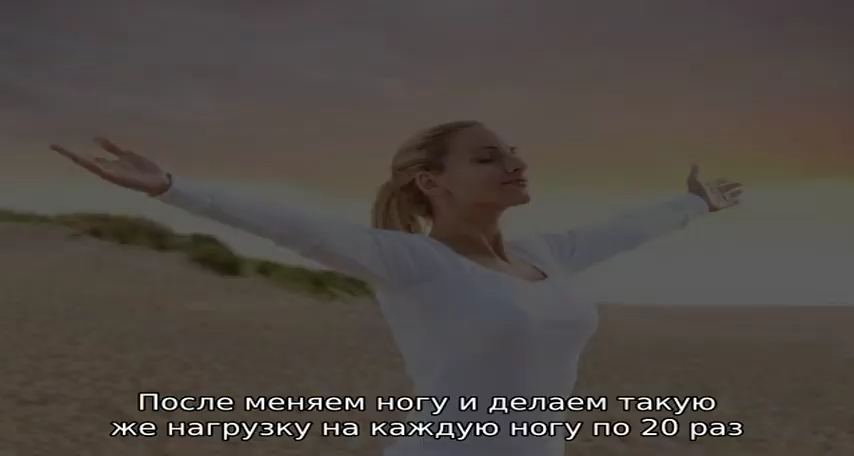 После меняем ногу и делаем такую
же нагрузку на каждую ногу по 20 раз